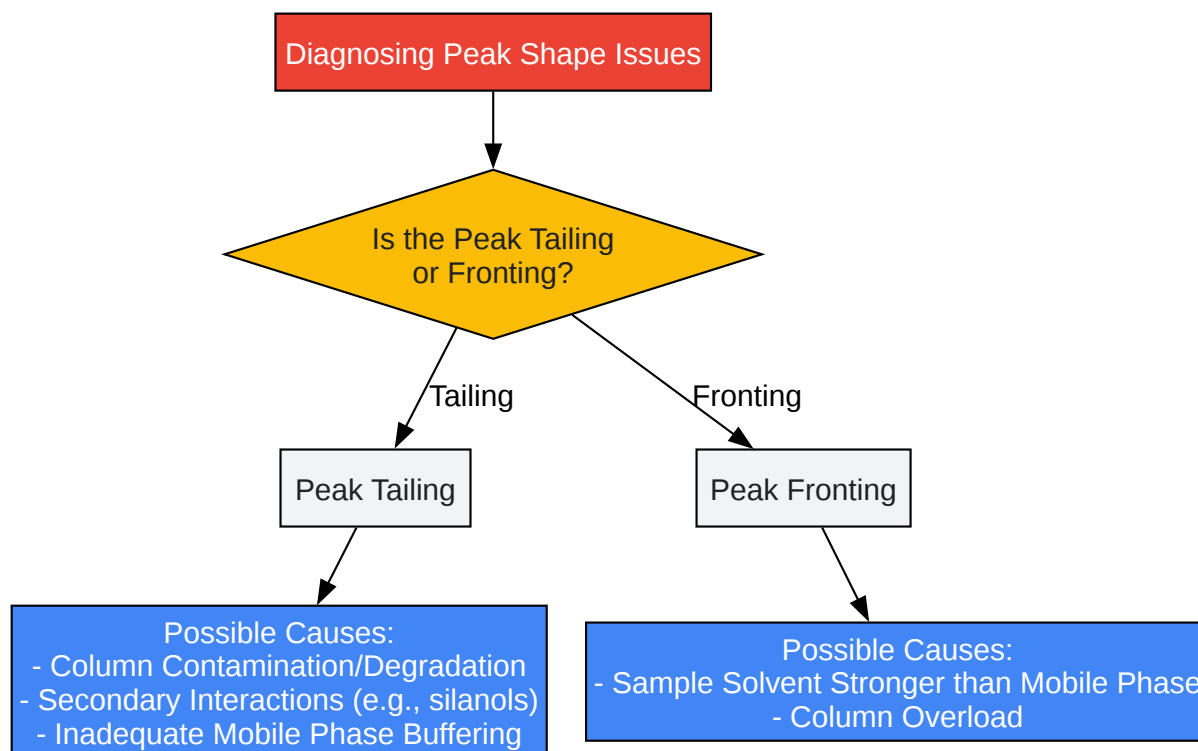 Diagnosing Peak Shape Issues
Is the Peak Tailing
or Fronting?
Tailing
Fronting
Peak Tailing
Peak Fronting
Possible Causes:
- Column Contamination/Degradation
- Secondary Interactions (e.g., silanols)
- Inadequate Mobile Phase Buffering
Possible Causes:
- Sample Solvent Stronger than Mobile Phase
- Column Overload